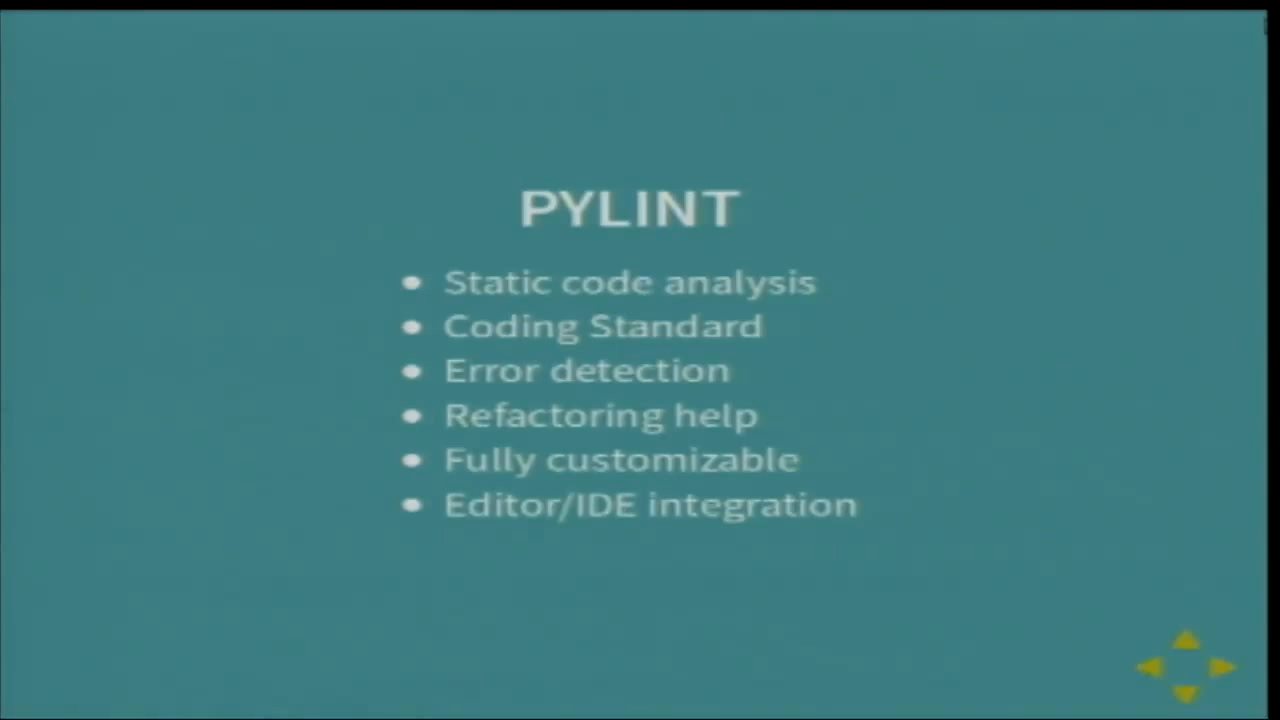 PYLINT
Static code analysis
Coding Standard
Error detection
Refactoring help
Fully customizable
Editor/IDE integration